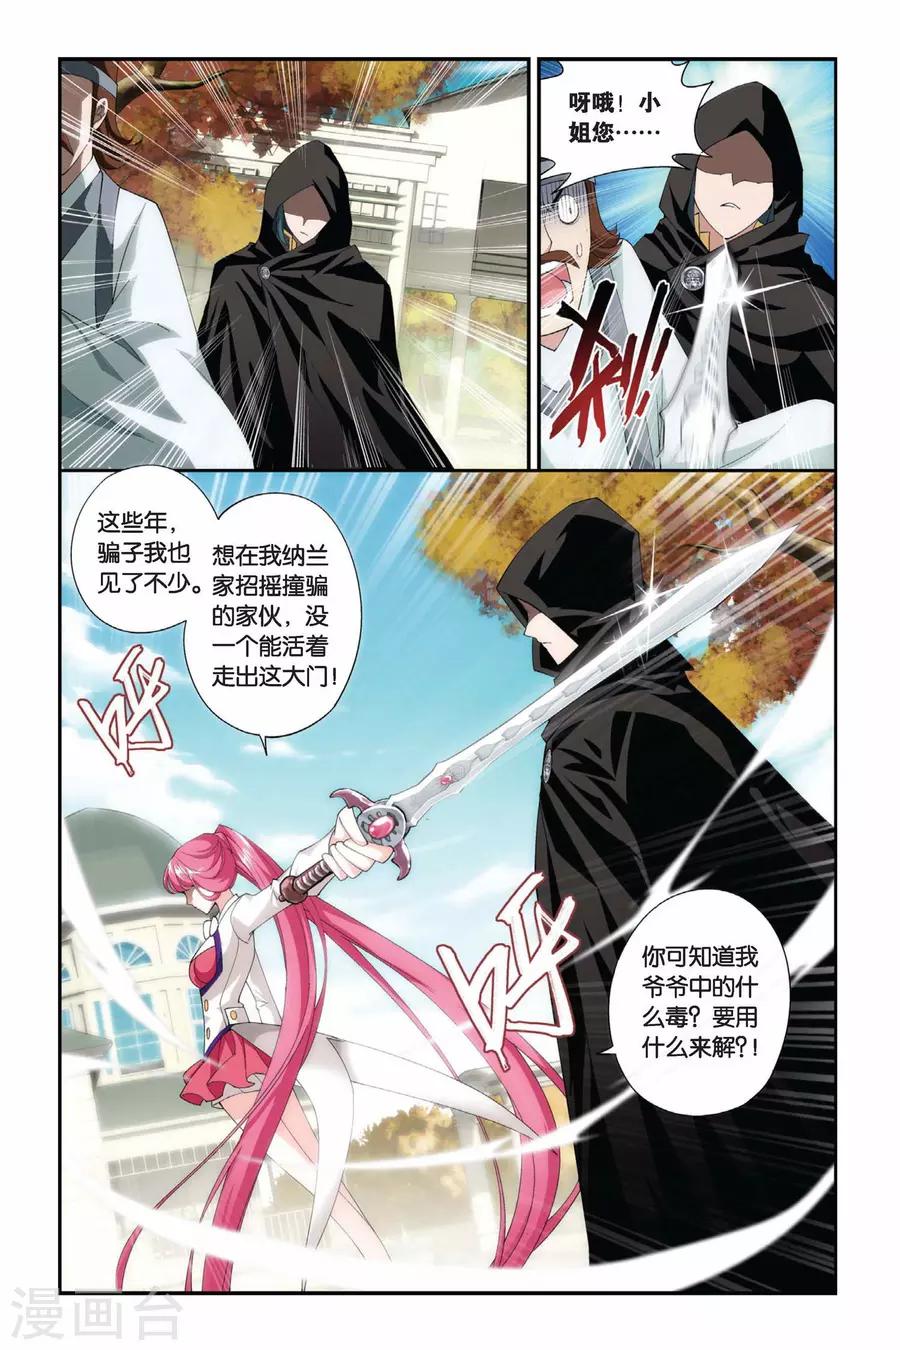 呀哦！小
姐您……
刷!!
这些年，
骗子我也
见了不少。
想在我纳兰
家招摇撞骗
的家伙，没
一个能活着
走出这大门！
呼
呼
你可知道我
爷爷中的什
么毒？要用
什么来解？！
漫画台